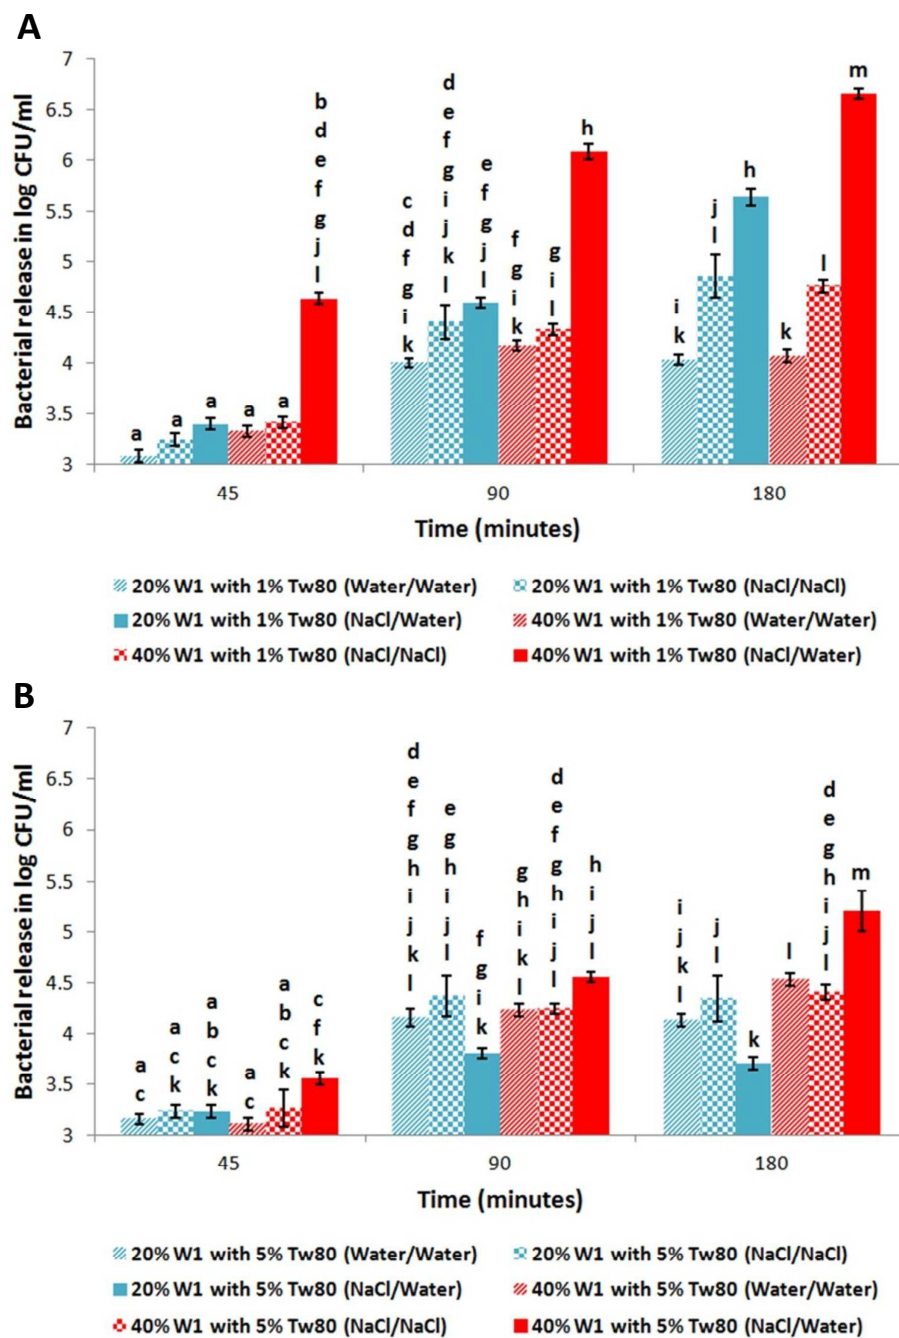 A
Bacterial release in log CFU/ml
7
6.5
6
5.5
5
4.5
4
3.5
3
a
a
a
a
a
b d e f g j l
c d f g i k
d e f g i j k l
e f g j l
f g i k
g i l
h
i k
j l
h
k
l
m
45 90 180
Time (minutes)
20% W1 with 1% Tw80 (Water/Water) 20% W1 with 1% Tw80 (NaCl/NaCl)
20% W1 with 1% Tw80 (NaCl/Water) 40% W1 with 1% Tw80 (Water/Water)
40% W1 with 1% Tw80 (NaCl/NaCl) 40% W1 with 1% Tw80 (NaCl/Water)
B
Bacterial release in log CFU/ml
7
6.5
6
5.5
5
4.5
4
3.5
3
a c
a c k
a b c k
a c
a b c k
c f k
d e f g h i j k l
e g h i j l
f g i k
g h i k l
d e f g h i j l
h i j l
i j k l
j l
k
l
d e g h i j l
m
45 90 180
Time (minutes)
20% W1 with 5% Tw80 (Water/Water) 20% W1 with 5% Tw80 (NaCl/NaCl)
20% W1 with 5% Tw80 (NaCl/Water) 40% W1 with 5% Tw80 (Water/Water)
40% W1 with 5% Tw80 (NaCl/NaCl) 40% W1 with 5% Tw80 (NaCl/Water)